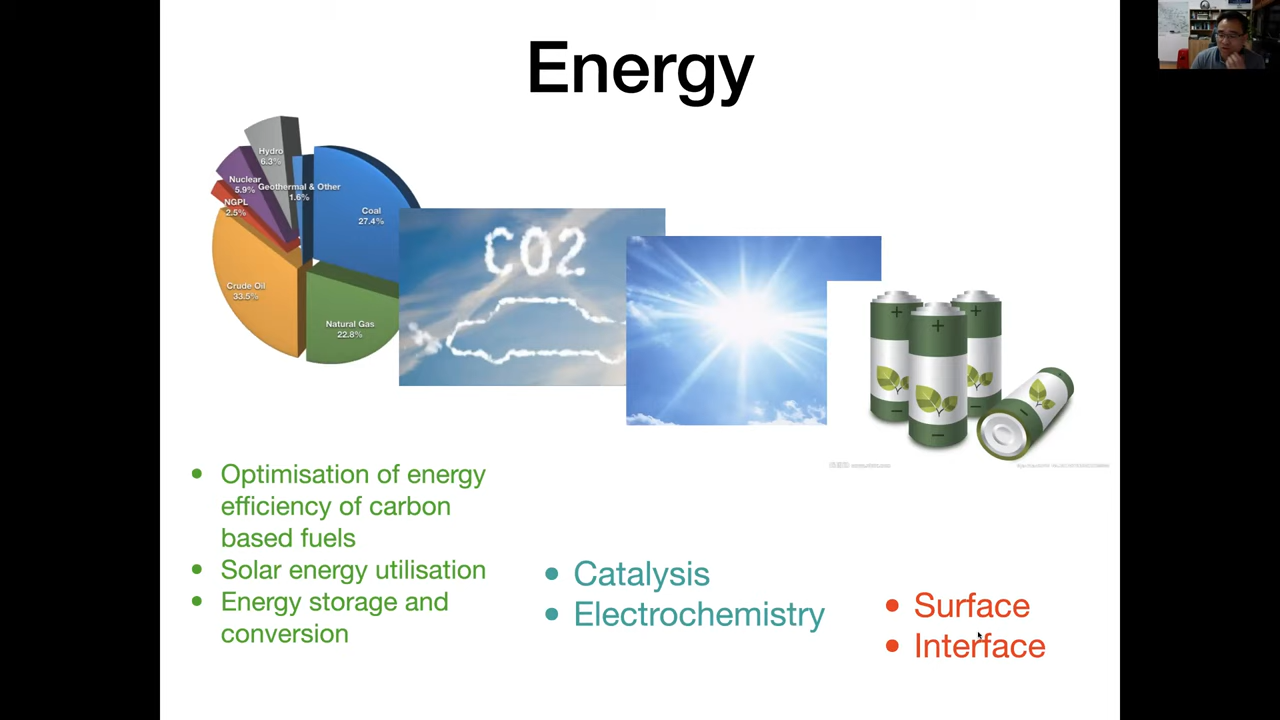 Energy
Hydro
6.3%
Nuclear
5.9%
Geothermal & Other
1.6%
NGPL
2.5%
Coal
27.4%
Crude Oil
33.5%
Natural Gas
22.8%
CO2
+
+
+
• Optimisation of energy
efficiency of carbon
based fuels
• Solar energy utilisation
• Energy storage and
conversion
• Catalysis
• Electrochemistry
• Surface
• Interface